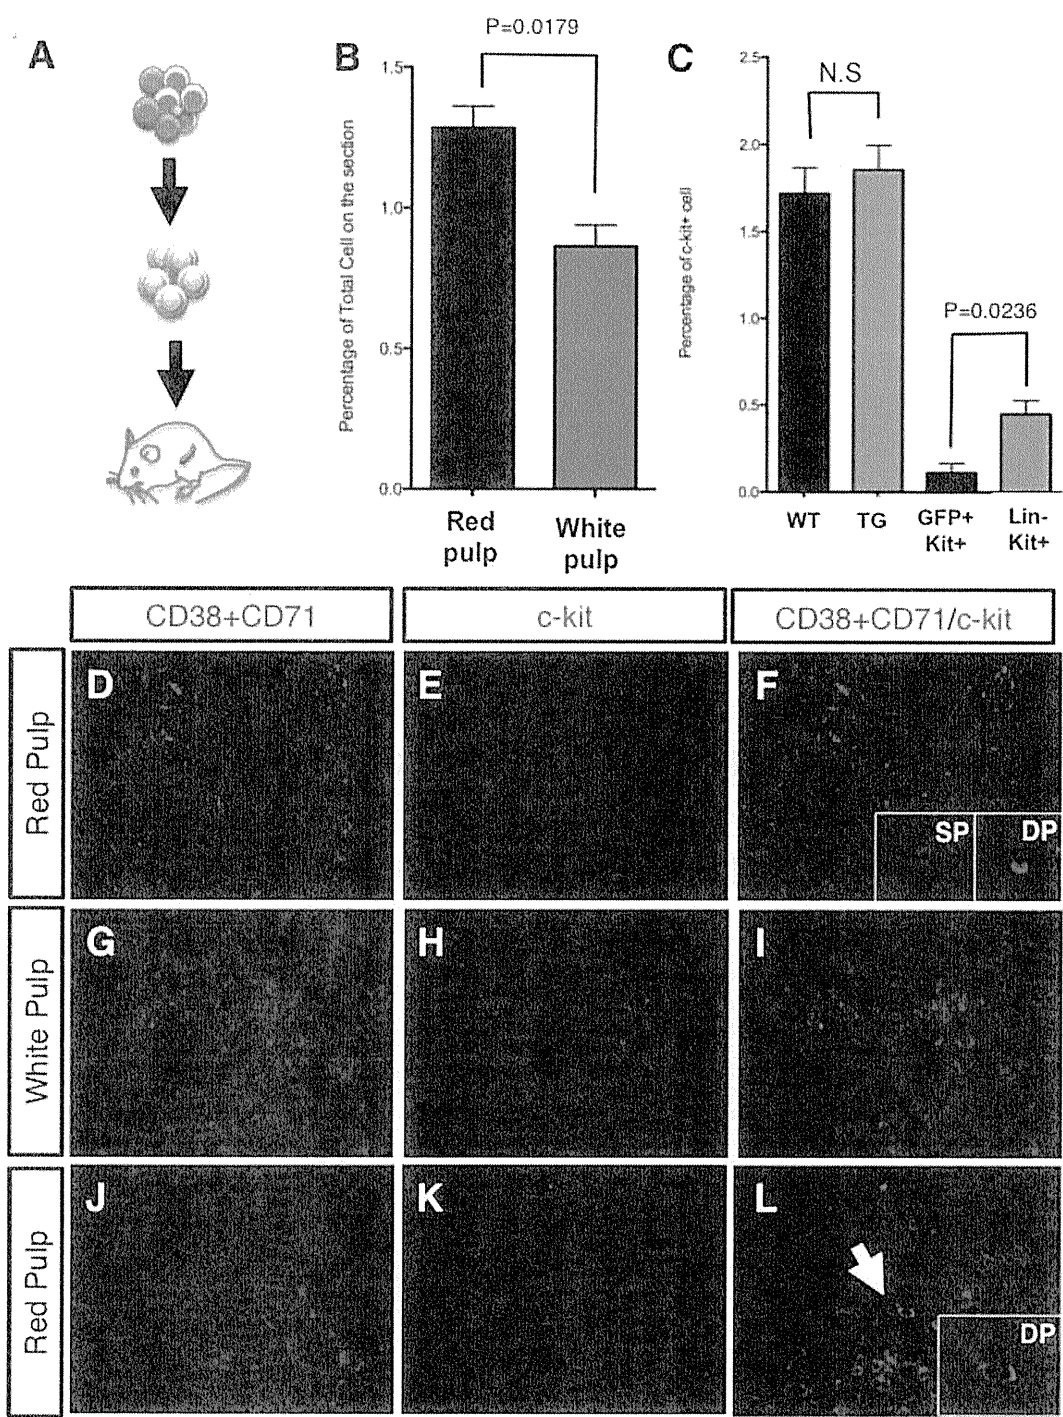 A
B
P=0.0179
Percentage of Total Cell on the section
1.5
1.0
0.5
0.0
Red
pulp
White
pulp
C
N.S
P=0.0236
Percentage of c-kit+ cell
2.5
2.0
1.5
1.0
0.5
0.0
WT
TG
GFP+
Kit+
Lin-
Kit+
CD38+CD71
c-kit
CD38+CD71/c-kit
Red Pulp
D
E
F
SP
DP
White Pulp
G
H
I
Red Pulp
J
K
L
DP